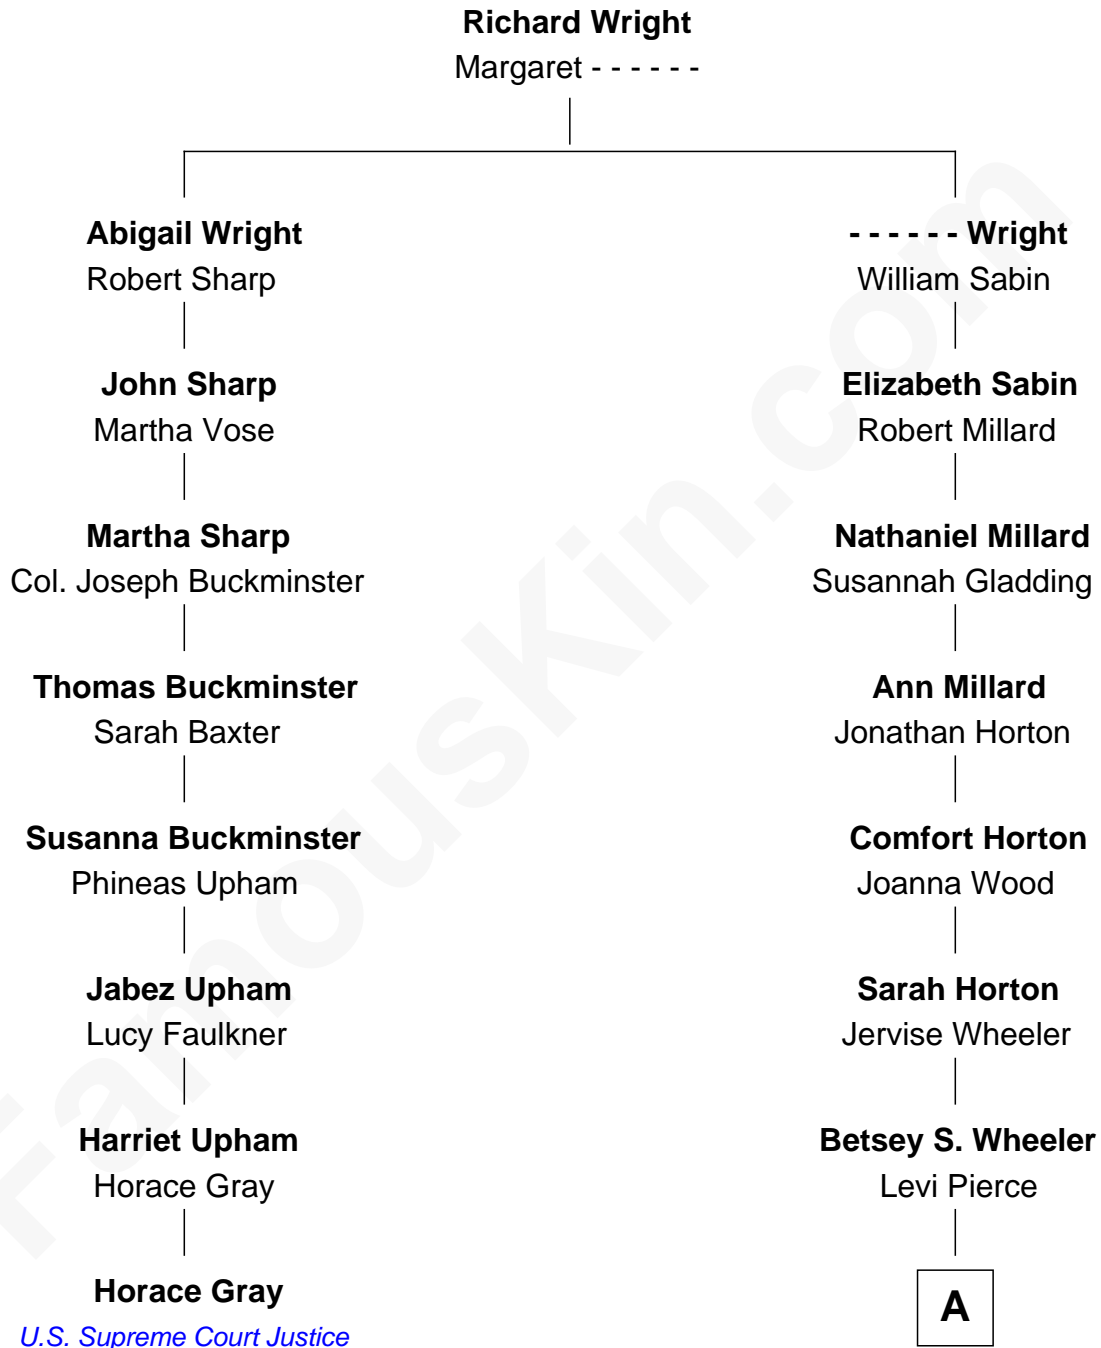 Richard Wright
Margaret - - - - - -
Abigail Wright
Robert Sharp
- - - - - - Wright
William Sabin
John Sharp
Martha Vose
Elizabeth Sabin
Robert Millard
Martha Sharp
Col. Joseph Buckminster
Nathaniel Millard
Susannah Gladding
Thomas Buckminster
Sarah Baxter
Ann Millard
Jonathan Horton
Susanna Buckminster
Phineas Upham
Comfort Horton
Joanna Wood
Jabez Upham
Lucy Faulkner
Sarah Horton
Jervise Wheeler
Harriet Upham
Horace Gray
Betsey S. Wheeler
Levi Pierce
Horace Gray
U.S. Supreme Court Justice
A
FamousKin.com